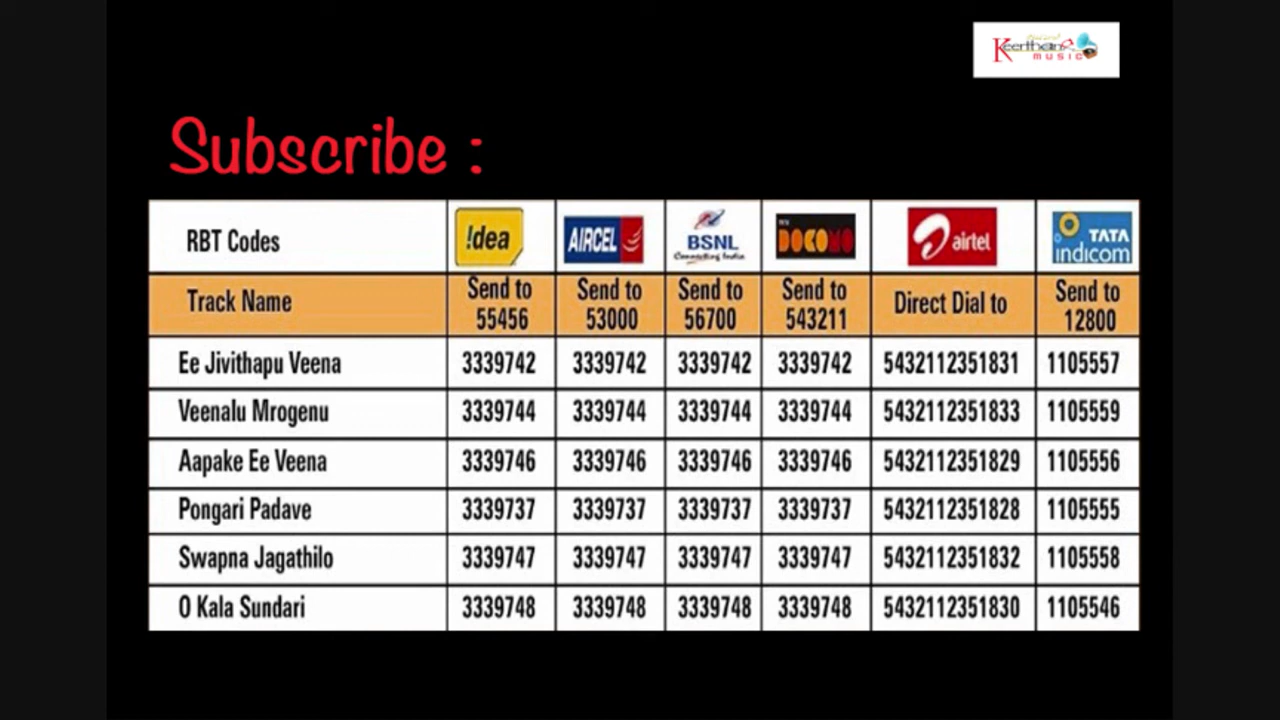 Keerthana
MUSIC
Subscribe :
RBT Codes !dea AIRCEL BSNL Connecting India DOCOMO airtel TATA indicom
Track Name Send to 55456 Send to 53000 Send to 56700 Send to 543211 Direct Dial to Send to 12800
Ee Jivithapu Veena 3339742 3339742 3339742 3339742 5432112351831 1105557
Veenalu Mrogenu 3339744 3339744 3339744 3339744 5432112351833 1105559
Aapake Ee Veena 3339746 3339746 3339746 3339746 5432112351829 1105556
Pongari Padave 3339737 3339737 3339737 3339737 5432112351828 1105555
Swapna Jagathilo 3339747 3339747 3339747 3339747 5432112351832 1105558
O Kala Sundari 3339748 3339748 3339748 3339748 5432112351830 1105546